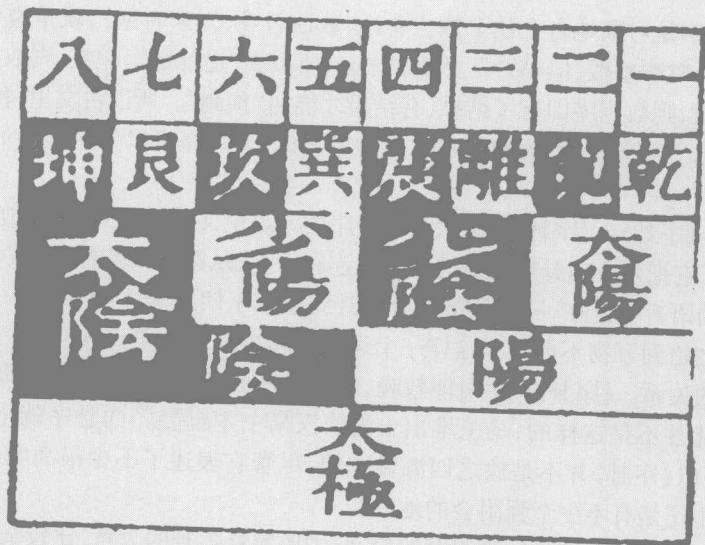 八 七 六 五 四 三 二 一
坤 艮 坎 巽 震 離 兌 乾
太陰 少陽 少陰 太陽
陰 陽
太極